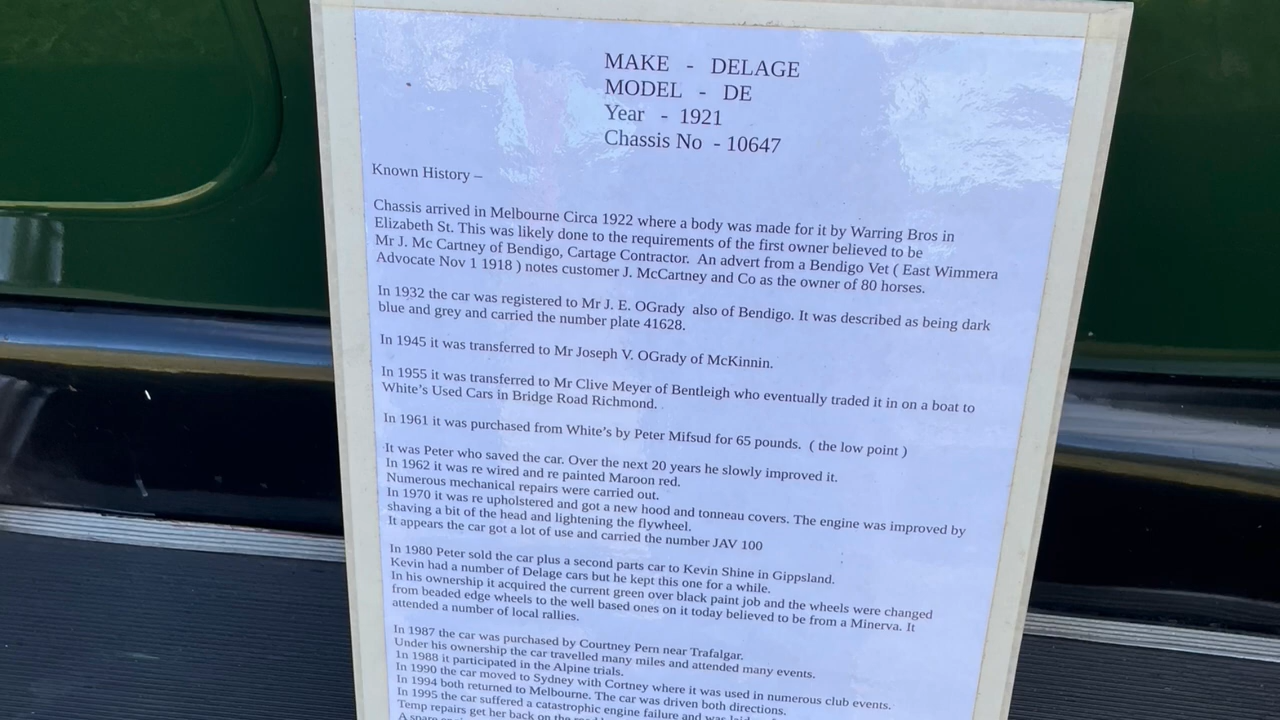 MAKE - DELAGE
MODEL - DE
Year - 1921
Chassis No - 10647
Known History –
Chassis arrived in Melbourne Circa 1922 where a body was made for it by Warring Bros in
Elizabeth St. This was likely done to the requirements of the first owner believed to be
Mr J. Mc Cartney of Bendigo, Cartage Contractor. An advert from a Bendigo Vet ( East Wimmera
Advocate Nov 1 1918 ) notes customer J. McCartney and Co as the owner of 80 horses.
In 1932 the car was registered to Mr J. E. OGrady also of Bendigo. It was described as being dark
blue and grey and carried the number plate 41628.
In 1945 it was transferred to Mr Joseph V. OGrady of McKinnin.
In 1955 it was transferred to Mr Clive Meyer of Bentleigh who eventually traded it in on a boat to
White's Used Cars in Bridge Road Richmond.
In 1961 it was purchased from White's by Peter Mifsud for 65 pounds. ( the low point )
It was Peter who saved the car. Over the next 20 years he slowly improved it.
In 1962 it was re wired and re painted Maroon red.
Numerous mechanical repairs were carried out.
In 1970 it was re upholstered and got a new hood and tonneau covers. The engine was improved by
shaving a bit of the head and lightening the flywheel.
It appears the car got a lot of use and carried the number JAV 100
In 1980 Peter sold the car plus a second parts car to Kevin Shine in Gippsland.
Kevin had a number of Delage cars but he kept this one for a while.
In his ownership it acquired the current green over black paint job and the wheels were changed
from beaded edge wheels to the well based ones on it today believed to be from a Minerva. It
attended a number of local rallies.
In 1987 the car was purchased by Courtney Pern near Trafalgar.
Under his ownership the car travelled many miles and attended many events.
In 1988 it participated in the Alpine trials.
In 1990 the car moved to Sydney with Cortney where it was used in numerous club events.
In 1994 both returned to Melbourne. The car was driven both directions.
In 1995 the car suffered a catastrophic engine failure and was
Temp repairs get her back on the
A spare